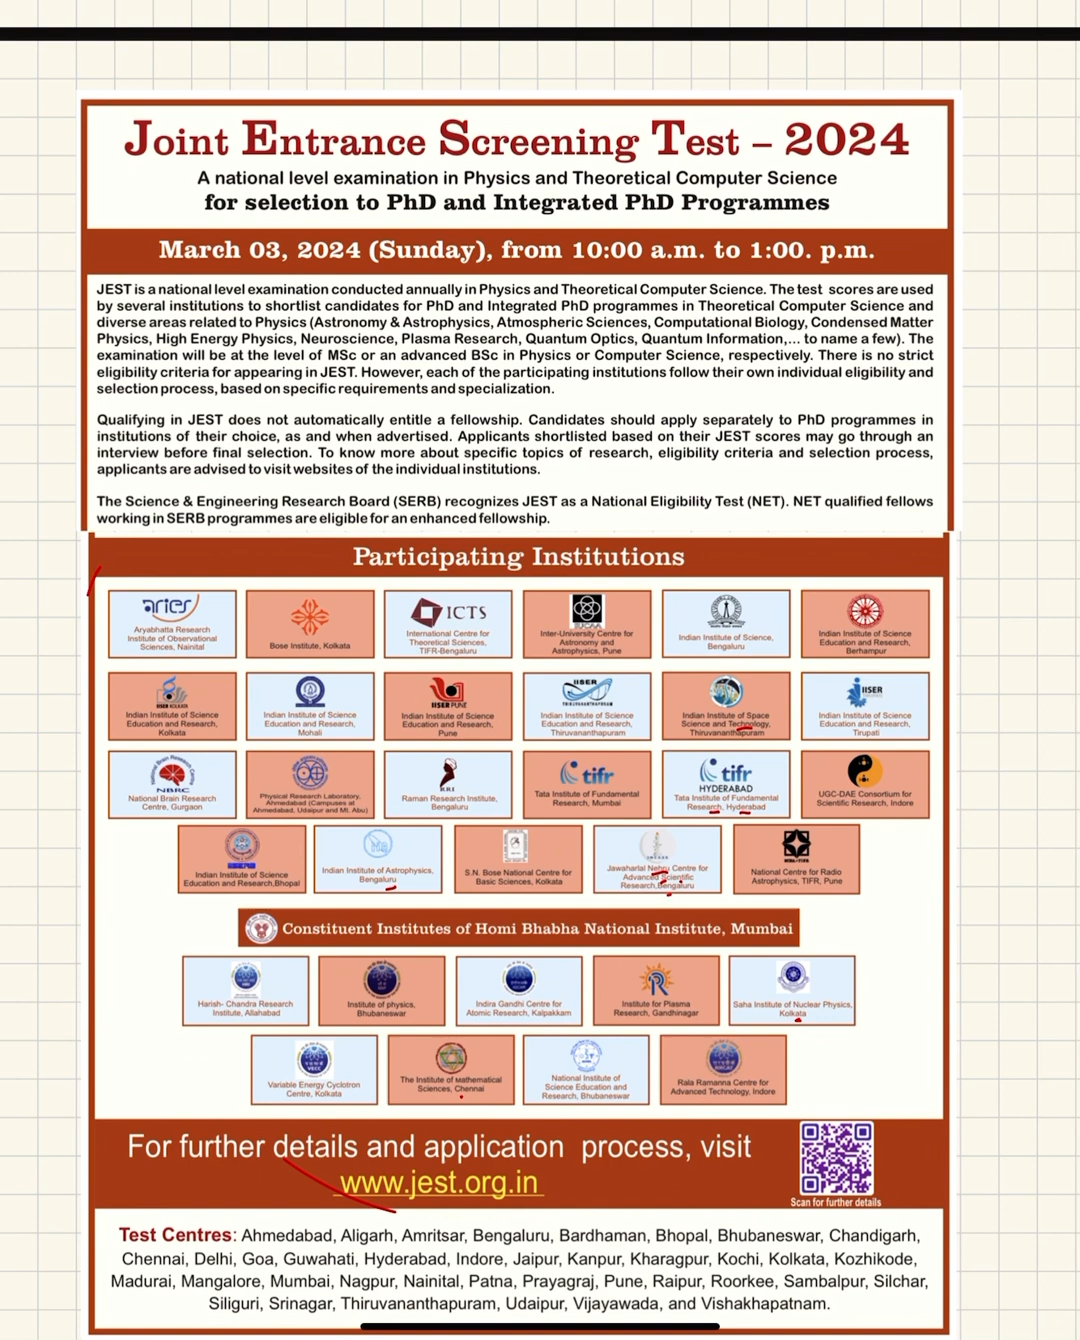 Joint Entrance Screening Test – 2024
A national level examination in Physics and Theoretical Computer Science
for selection to PhD and Integrated PhD Programmes
March 03, 2024 (Sunday), from 10:00 a.m. to 1:00. p.m.
JEST is a national level examination conducted annually in Physics and Theoretical Computer Science. The test scores are used
by several institutions to shortlist candidates for PhD and Integrated PhD programmes in Theoretical Computer Science and
diverse areas related to Physics (Astronomy & Astrophysics, Atmospheric Sciences, Computational Biology, Condensed Matter
Physics, High Energy Physics, Neuroscience, Plasma Research, Quantum Optics, Quantum Information,... to name a few). The
examination will be at the level of MSc or an advanced BSc in Physics or Computer Science, respectively. There is no strict
eligibility criteria for appearing in JEST. However, each of the participating institutions follow their own individual eligibility and
selection process, based on specific requirements and specialization.
Qualifying in JEST does not automatically entitle a fellowship. Candidates should apply separately to PhD programmes in
institutions of their choice, as and when advertised. Applicants shortlisted based on their JEST scores may go through an
interview before final selection. To know more about specific topics of research, eligibility criteria and selection process,
applicants are advised to visit websites of the individual institutions.
The Science & Engineering Research Board (SERB) recognizes JEST as a National Eligibility Test (NET). NET qualified fellows
working in SERB programmes are eligible for an enhanced fellowship.
Participating Institutions
aries
Aryabhatta Research
Institute of Observational
Sciences, Nainital
Bose Institute, Kolkata
ICTS
International Centre for
Theoretical Sciences,
TIFR-Bengaluru
IUCAA
Inter-University Centre for
Astronomy and
Astrophysics, Pune
Indian Institute of Science,
Bengaluru
Indian Institute of Science
Education and Research,
Berhampur
IISER KOLKATA
Indian Institute of Science
Education and Research,
Kolkata
Indian Institute of Science
Education and Research,
Mohali
IISER PUNE
Indian Institute of Science
Education and Research,
Pune
IISER
THIRUVANANTHAPURAM
Indian Institute of Science
Education and Research,
Thiruvananthapuram
Indian Institute of Space
Science and Technology,
Thiruvananthapuram
IISER
Indian Institute of Science
Education and Research,
Tirupati
National Brain Research Centre
NBRC
National Brain Research
Centre, Gurgaon
Physical Research Laboratory,
Ahmedabad (Campuses at
Ahmedabad, Udaipur and Mt. Abu)
RRI
Raman Research Institute,
Bengaluru
tifr
Tata Institute of Fundamental
Research, Mumbai
tifr
HYDERABAD
Tata Institute of Fundamental
Research, Hyderabad
UGC-DAE Consortium for
Scientific Research, Indore
Indian Institute of Science
Education and Research,Bhopal
Indian Institute of Astrophysics,
Bengaluru
S.N. Bose National Centre for
Basic Sciences, Kolkata
Jawaharlal Nehru Centre for
Advanced Scientific
Research,Bengaluru
NCRA • TIFR
National Centre for Radio
Astrophysics, TIFR, Pune
Constituent Institutes of Homi Bhabha National Institute, Mumbai
Harish- Chandra Research
Institute, Allahabad
Institute of physics,
Bhubaneswar
Indira Gandhi Centre for
Atomic Research, Kalpakkam
Institute for Plasma
Research, Gandhinagar
Saha Institute of Nuclear Physics,
Kolkata
VECC
Variable Energy Cyclotron
Centre, Kolkata
The Institute of Mathematical
Sciences, Chennai
National Institute of
Science Education and
Research, Bhubaneswar
RRCAT
Rala Ramanna Centre for
Advanced Technology, Indore
For further details and application process, visit
www.jest.org.in
Scan for further details
Test Centres: Ahmedabad, Aligarh, Amritsar, Bengaluru, Bardhaman, Bhopal, Bhubaneswar, Chandigarh,
Chennai, Delhi, Goa, Guwahati, Hyderabad, Indore, Jaipur, Kanpur, Kharagpur, Kochi, Kolkata, Kozhikode,
Madurai, Mangalore, Mumbai, Nagpur, Nainital, Patna, Prayagraj, Pune, Raipur, Roorkee, Sambalpur, Silchar,
Siliguri, Srinagar, Thiruvananthapuram, Udaipur, Vijayawada, and Vishakhapatnam.